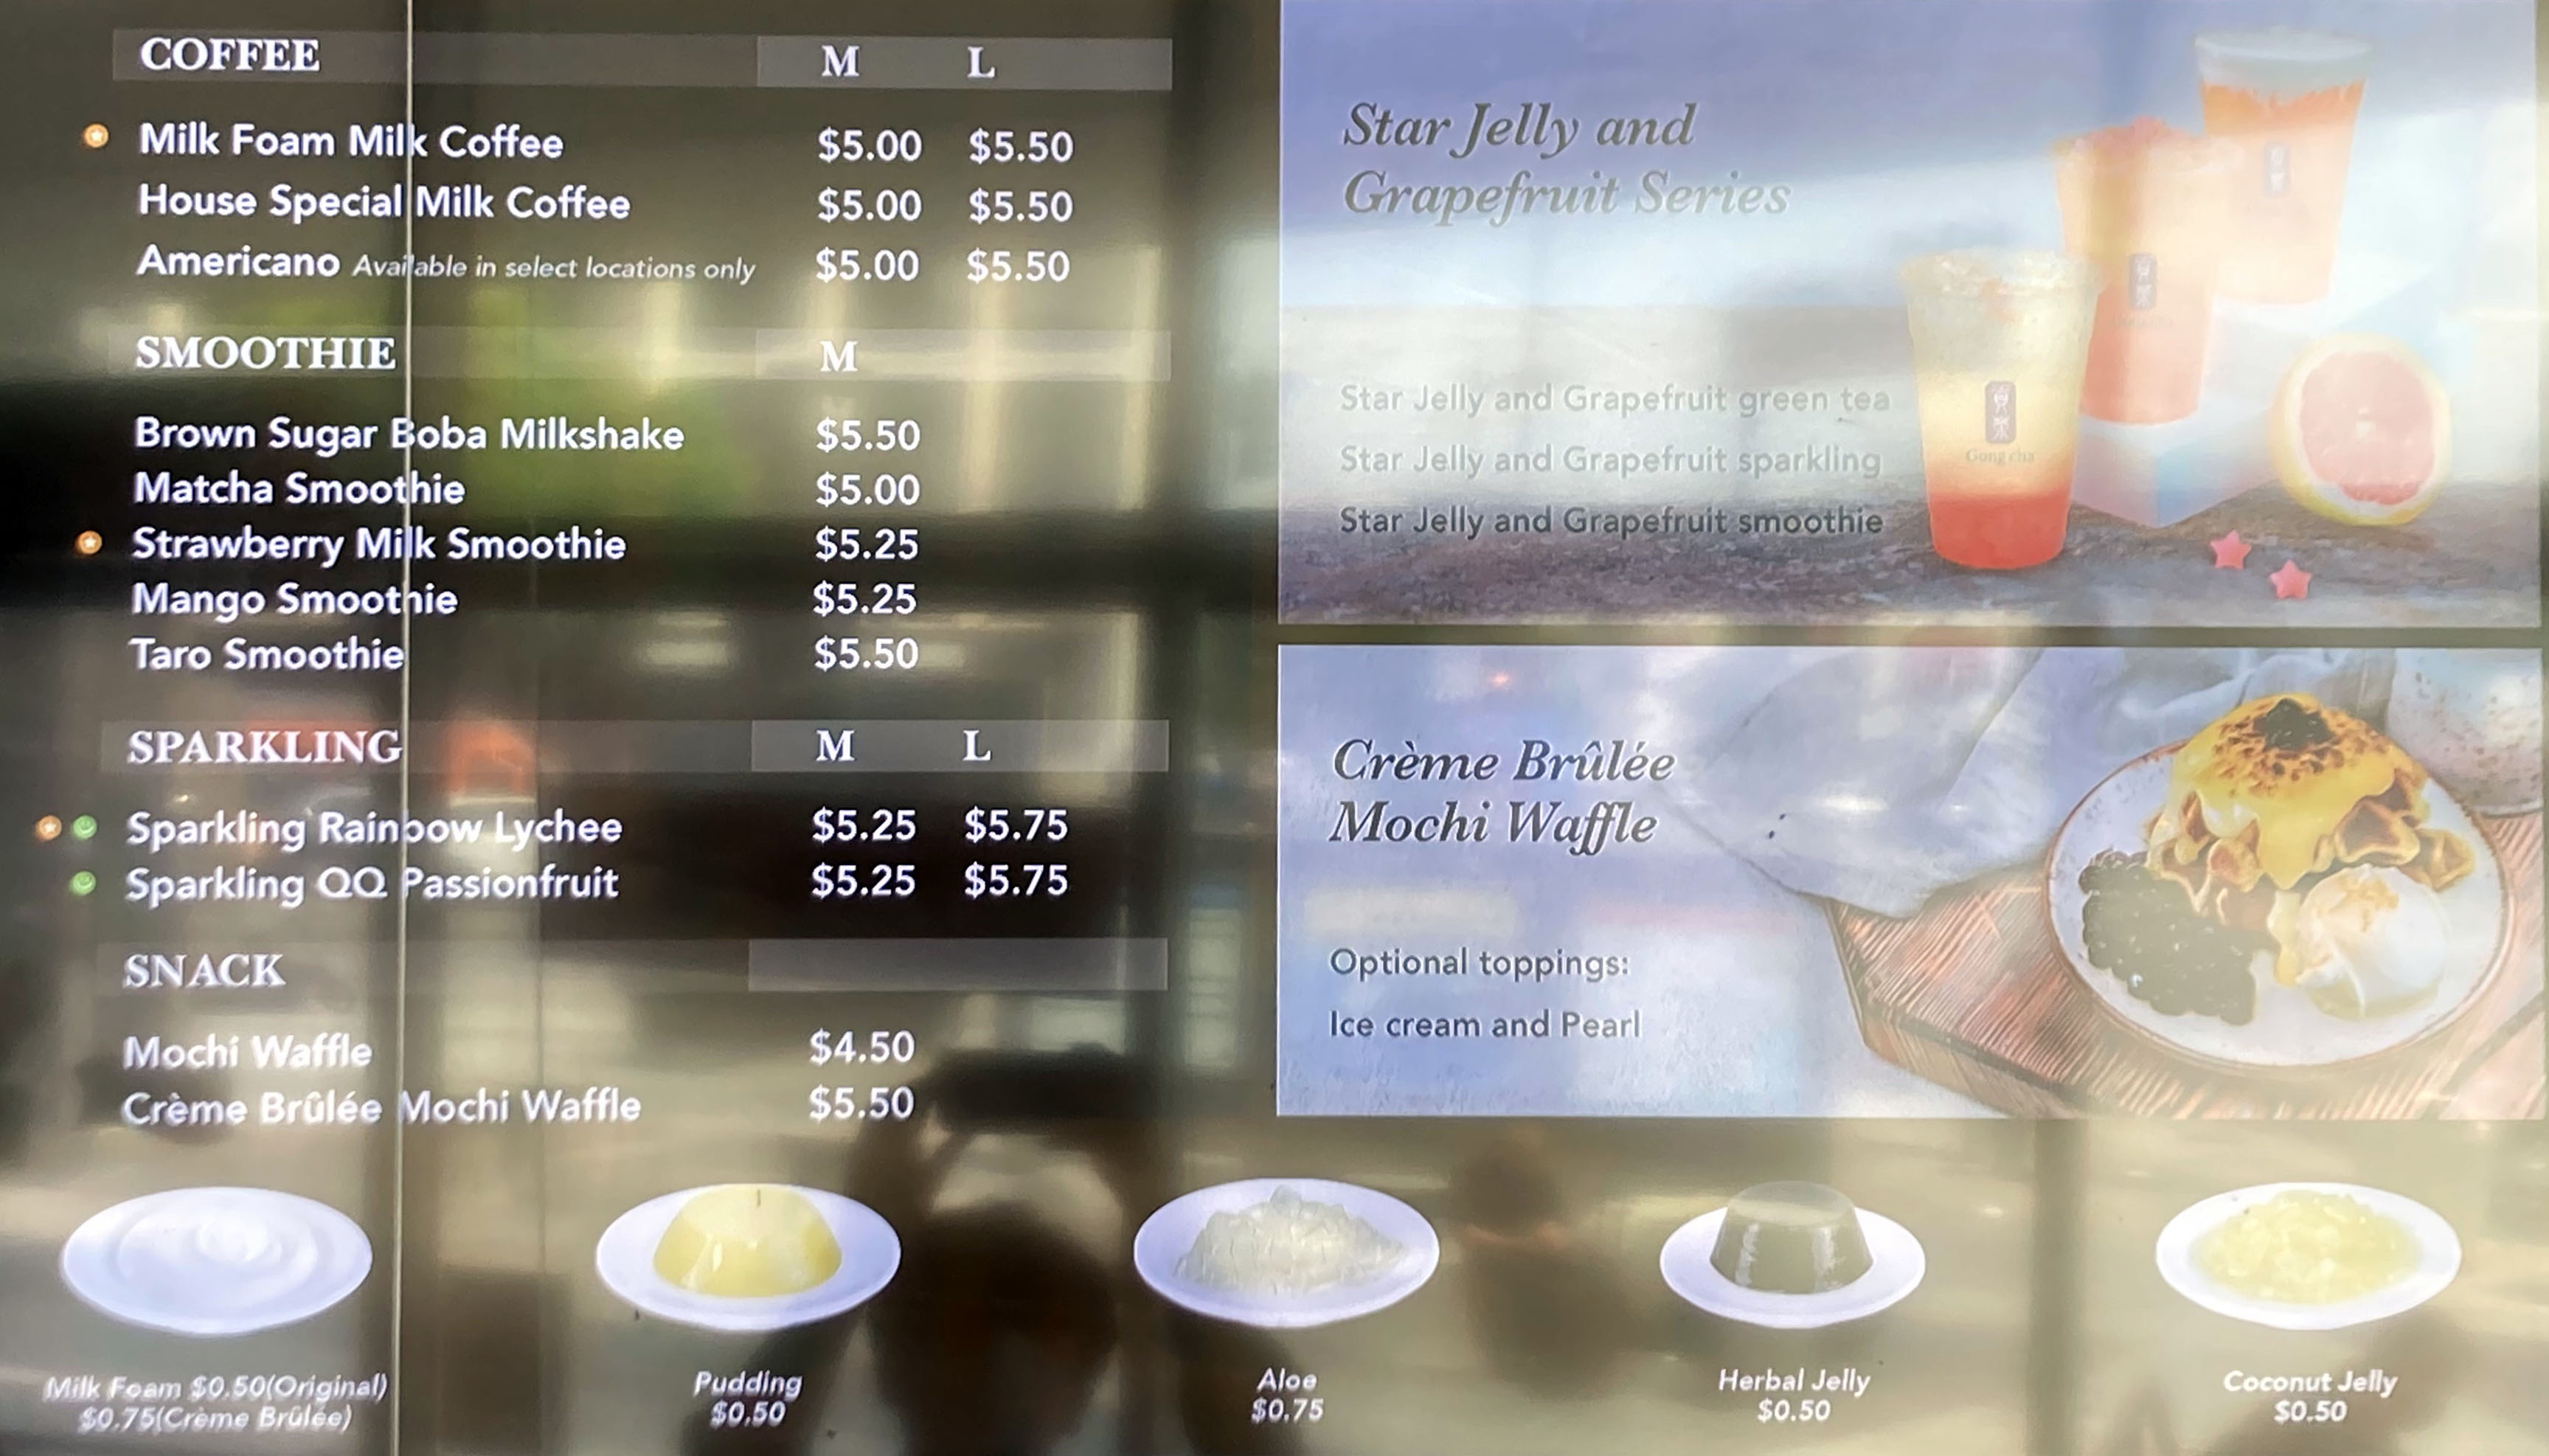 COFFEE M L
Milk Foam Milk Coffee $5.00 $5.50
House Special Milk Coffee $5.00 $5.50
Americano Available in select locations only $5.00 $5.50
SMOOTHIE M
Brown Sugar Boba Milkshake $5.50
Matcha Smoothie $5.00
Strawberry Milk Smoothie $5.25
Mango Smoothie $5.25
Taro Smoothie $5.50
SPARKLING M L
Sparkling Rainbow Lychee $5.25 $5.75
Sparkling QQ Passionfruit $5.25 $5.75
SNACK
Mochi Waffle $4.50
Crème Brûlée Mochi Waffle $5.50
Star Jelly and
Grapefruit Series
Star Jelly and Grapefruit green tea
Star Jelly and Grapefruit sparkling
Star Jelly and Grapefruit smoothie
貢茶
Gong cha
Crème Brûlée
Mochi Waffle
Optional toppings:
Ice cream and Pearl
Milk Foam $0.50(Original)
$0.75(Crème Brûlée)
Pudding
$0.50
Aloe
$0.75
Herbal Jelly
$0.50
Coconut Jelly
$0.50